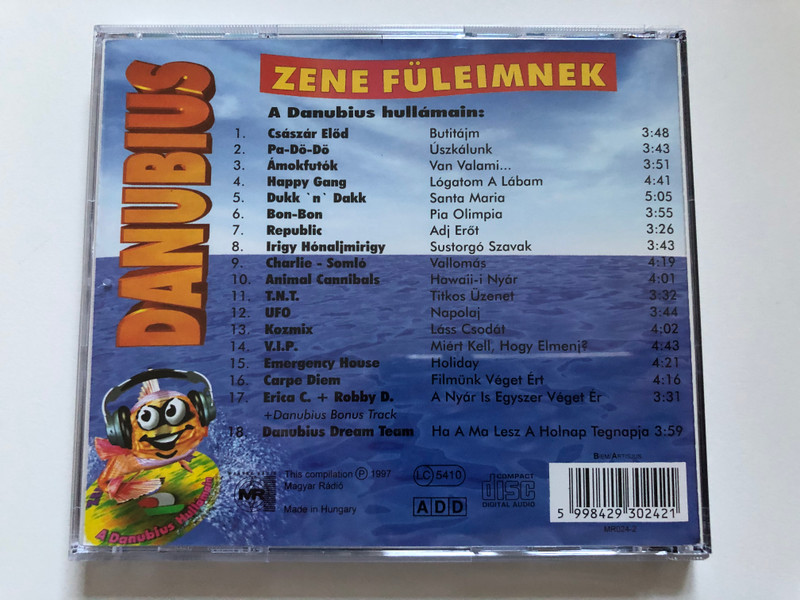 DANUBIUS
ZENE FÜLEIMNEK
A Danubius hullámain:
1. Császár Előd Butitájm 3:48
2. Pa-Dö-Dö Úszkálunk 3:43
3. Ámokfutók Van Valami... 3:51
4. Happy Gang Lógatom A Lábam 4:41
5. Dukk `n` Dakk Santa Maria 5:05
6. Bon-Bon Pia Olimpia 3:55
7. Republic Adj Erőt 3:26
8. Irigy Hónaljmirigy Sustorgó Szavak 3:43
9. Charlie - Somló Vallomás 4:19
10. Animal Cannibals Hawaii-i Nyár 4:01
11. T.N.T. Titkos Üzenet 3:32
12. UFO Napolaj 3:44
13. Kozmix Láss Csodát 4:02
14. V.I.P. Miért Kell, Hogy Elmenj? 4:43
15. Emergency House Holiday 4:21
16. Carpe Diem Filmünk Véget Ért 4:16
17. Erica C. + Robby D. A Nyár Is Egyszer Véget Ér 3:31
+Danubius Bonus Track
18. Danubius Dream Team Ha A Ma Lesz A Holnap Tegnapja 3:59
A Danubius Hullámain
MR
This compilation Ⓟ 1997
Magyar Rádió
Made in Hungary
LC 5410
ADD
COMPACT
disc
DIGITAL AUDIO
BIEM/ARTISJUS
5 998429 302421
MR024-2